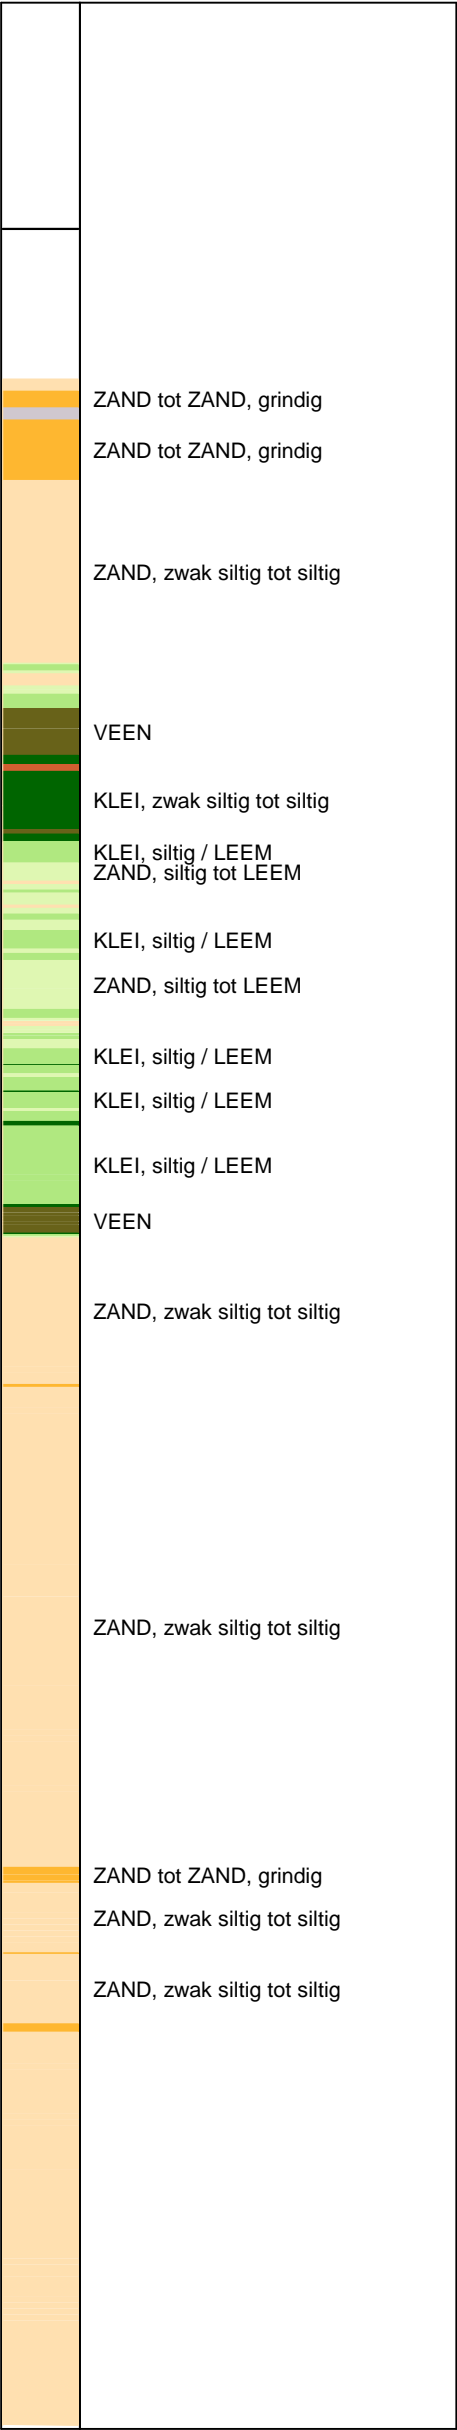 ZAND tot ZAND, grindig
ZAND tot ZAND, grindig
ZAND, zwak siltig tot siltig
VEEN
KLEI, zwak siltig tot siltig
KLEI, siltig / LEEM
ZAND, siltig tot LEEM
KLEI, siltig / LEEM
ZAND, siltig tot LEEM
KLEI, siltig / LEEM
KLEI, siltig / LEEM
KLEI, siltig / LEEM
VEEN
ZAND, zwak siltig tot siltig
ZAND, zwak siltig tot siltig
ZAND tot ZAND, grindig
ZAND, zwak siltig tot siltig
ZAND, zwak siltig tot siltig